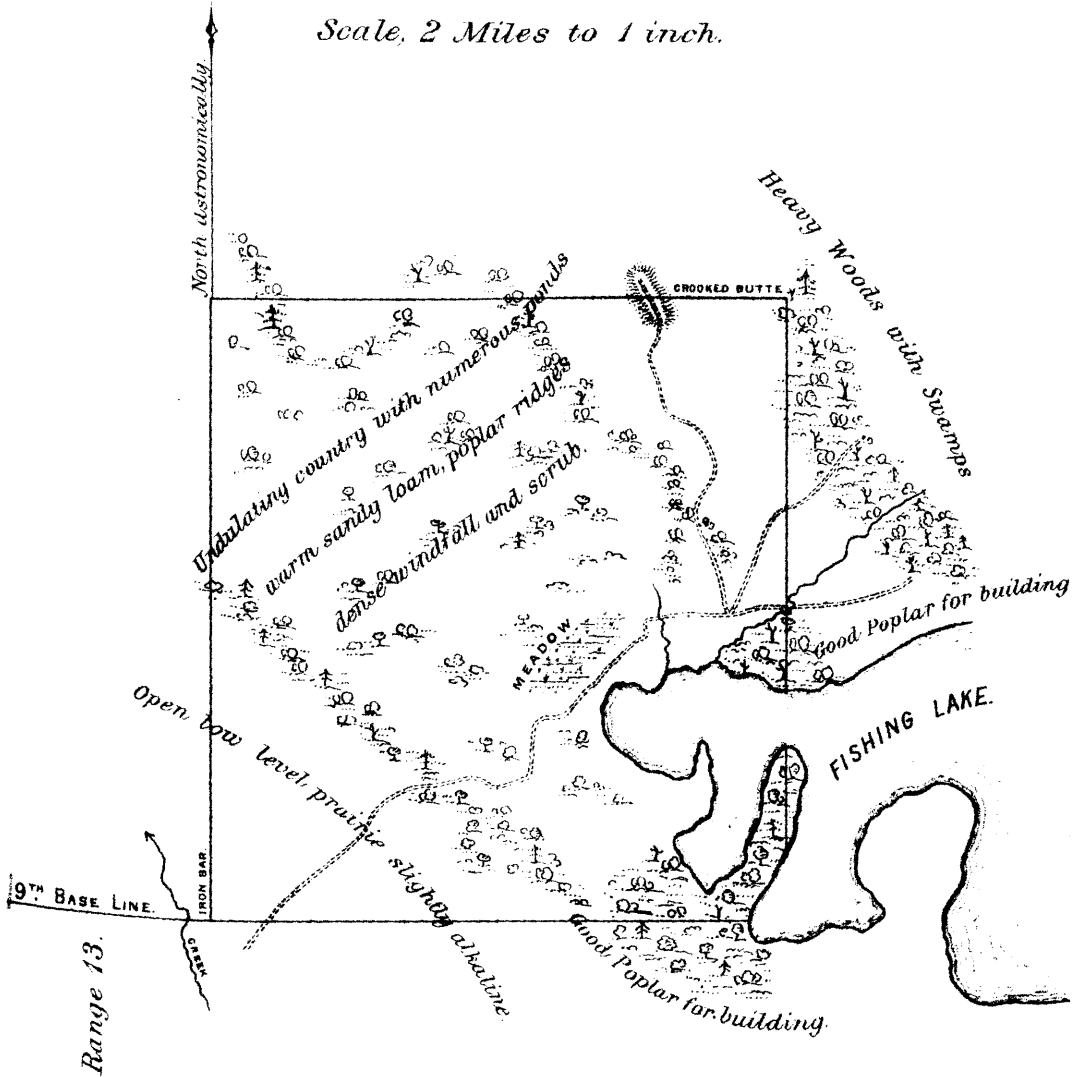 Scale, 2 Miles to 1 inch.
North astronomically
CROOKED BUTTE
Heavy Woods with Swamps
Undulating country with numerous ponds
warm sandy loam, poplar ridges
dense windfall and scrub.
MEADOW
Good Poplar for building
FISHING LAKE.
Open bow level, prairie slightly alkaline.
IRON BAR
9TH. BASE LINE.
CREEK
Range 13.
Good Poplar for building.